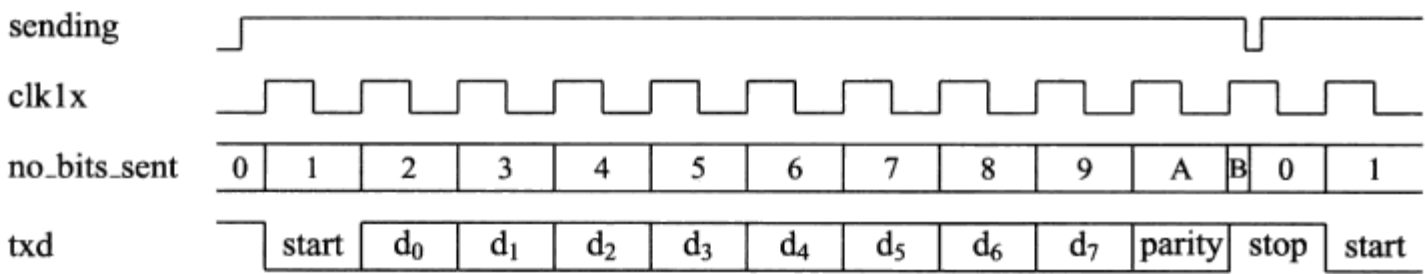 sending
clk1x
no_bits_sent 0 1 2 3 4 5 6 7 8 9 A B 0 1
txd start d₀ d₁ d₂ d₃ d₄ d₅ d₆ d₇ parity stop start